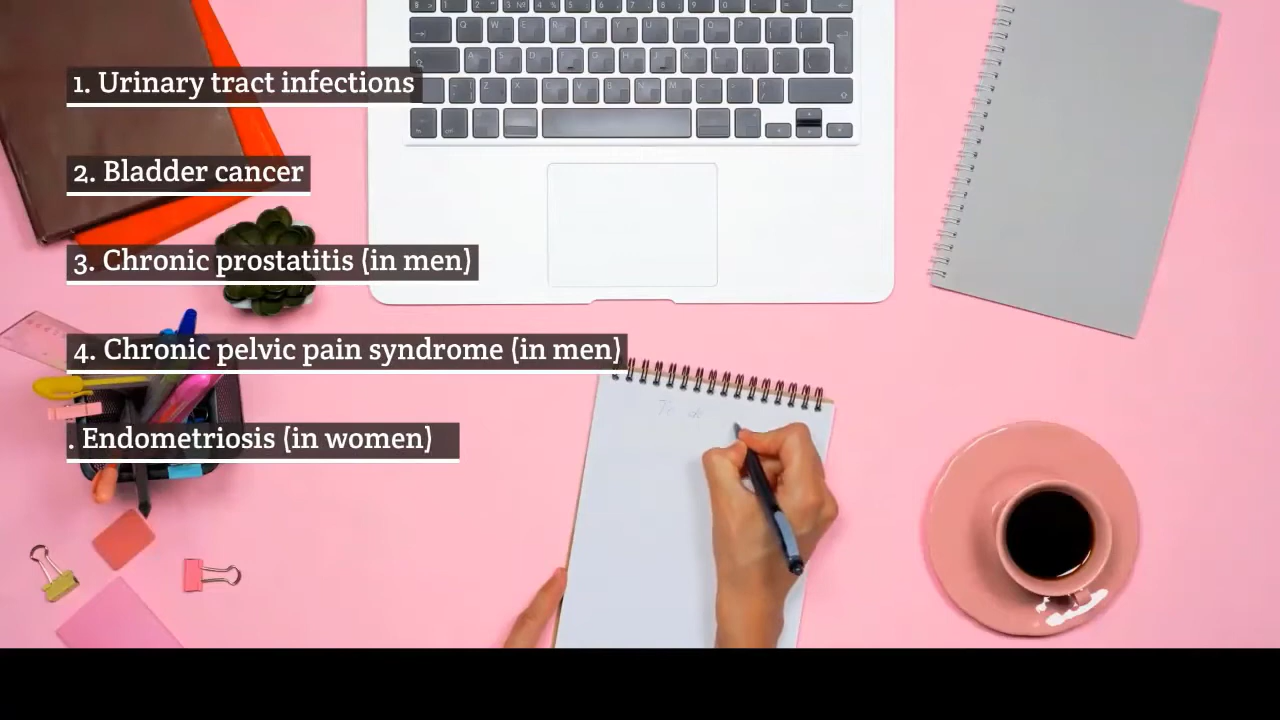 1. Urinary tract infections
2. Bladder cancer
3. Chronic prostatitis (in men)
4. Chronic pelvic pain syndrome (in men)
. Endometriosis (in women)